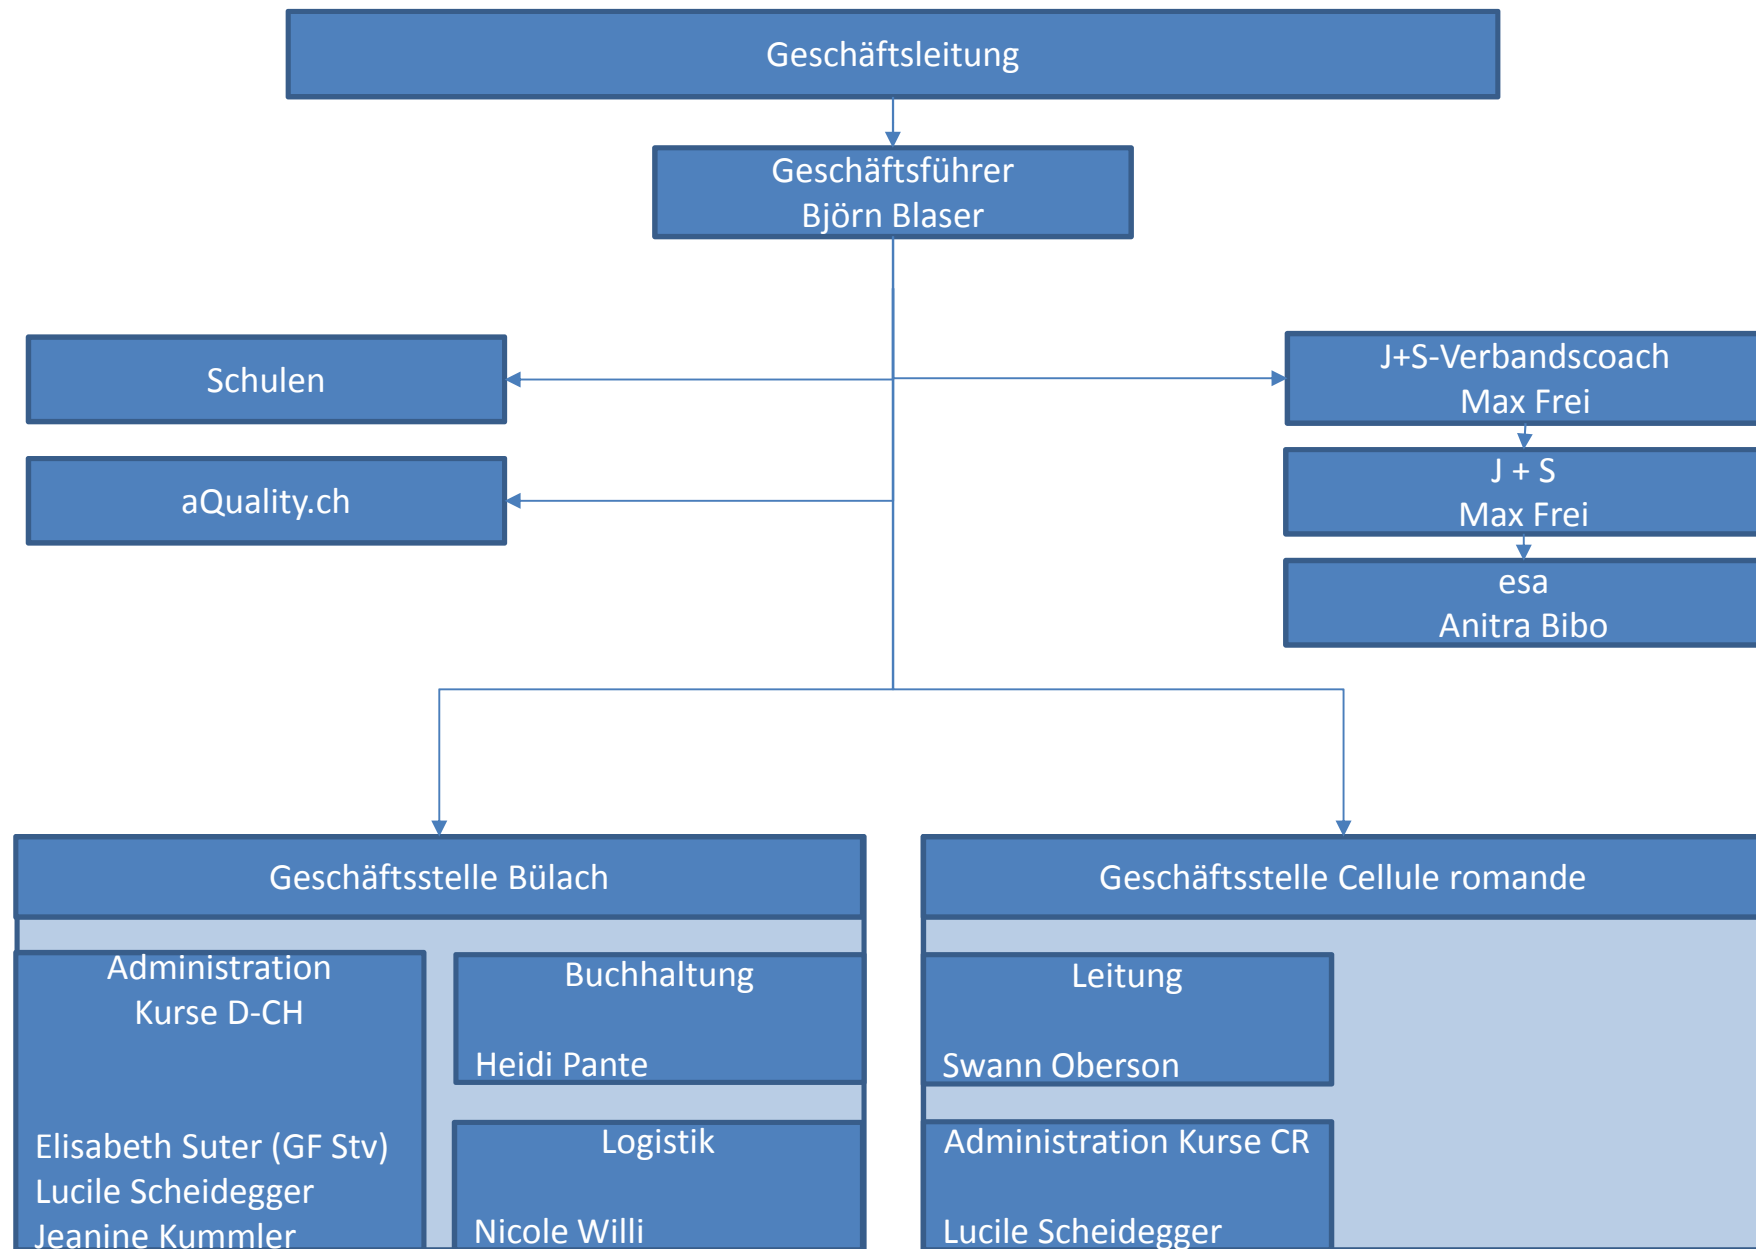 Geschäftsleitung
Geschäftsführer
Björn Blaser
Schulen
J+S-Verbandscoach
Max Frei
aQuality.ch
J + S
Max Frei
esa
Anitra Bibo
Geschäftsstelle Bülach
Administration
Kurse D-CH
Elisabeth Suter (GF Stv)
Lucile Scheidegger
Jeanine Kummler
Buchhaltung
Heidi Pante
Logistik
Nicole Willi
Geschäftsstelle Cellule romande
Leitung
Swann Oberson
Administration Kurse CR
Lucile Scheidegger